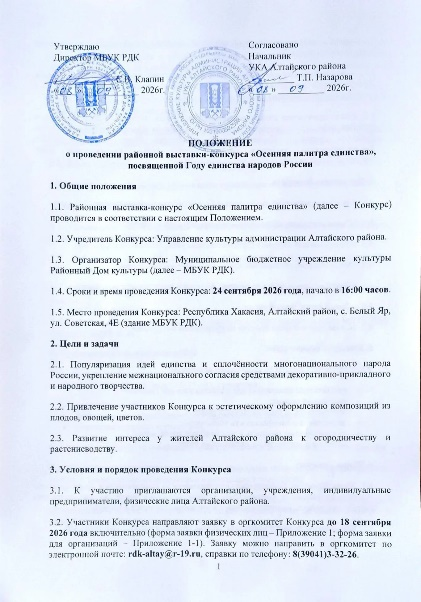 Утверждаю
Директор МБУК РДК
С.В. Клапин
«08» 09 2026г.
Согласовано
Начальник
УКА Алтайского района
Т.П. Назарова
«08» 09 2026г.
ПОЛОЖЕНИЕ
о проведении районной выставки-конкурса «Осенняя палитра единства»,
посвященной Году единства народов России
1. Общие положения
1.1. Районная выставка-конкурс «Осенняя палитра единства» (далее – Конкурс)
проводится в соответствии с настоящим Положением.
1.2. Учредитель Конкурса: Управление культуры администрации Алтайского района.
1.3. Организатор Конкурса: Муниципальное бюджетное учреждение культуры
Районный Дом культуры (далее – МБУК РДК).
1.4. Сроки и время проведения Конкурса: 24 сентября 2026 года, начало в 16:00 часов.
1.5. Место проведения Конкурса: Республика Хакасия, Алтайский район, с. Белый Яр,
ул. Советская, 4Е (здание МБУК РДК).
2. Цели и задачи
2.1. Популяризация идей единства и сплочённости многонационального народа
России, укрепление межнационального согласия средствами декоративно-прикладного
и народного творчества.
2.2. Привлечение участников Конкурса к эстетическому оформлению композиций из
плодов, овощей, цветов.
2.3. Развитие интереса у жителей Алтайского района к огородничеству и
растениеводству.
3. Условия и порядок проведения Конкурса
3.1. К участию приглашаются организации, учреждения, индивидуальные
предприниматели, физические лица Алтайского района.
3.2. Участники Конкурса направляют заявку в оргкомитет Конкурса до 18 сентября
2026 года включительно (форма заявки физических лиц – Приложение 1; форма заявки
для организаций – Приложение 1-1). Заявку можно направить в оргкомитет по
электронной почте: rdk-altay@r-19.ru, справки по телефону: 8(39041)3-32-26.
1